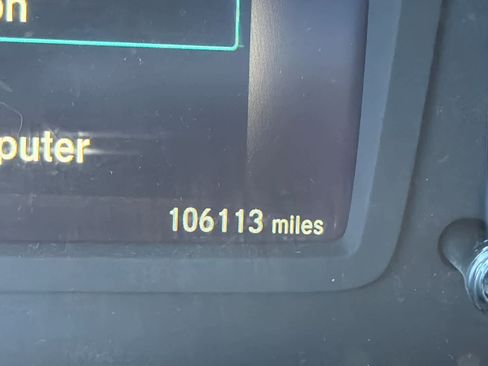 on
puter
106113 miles